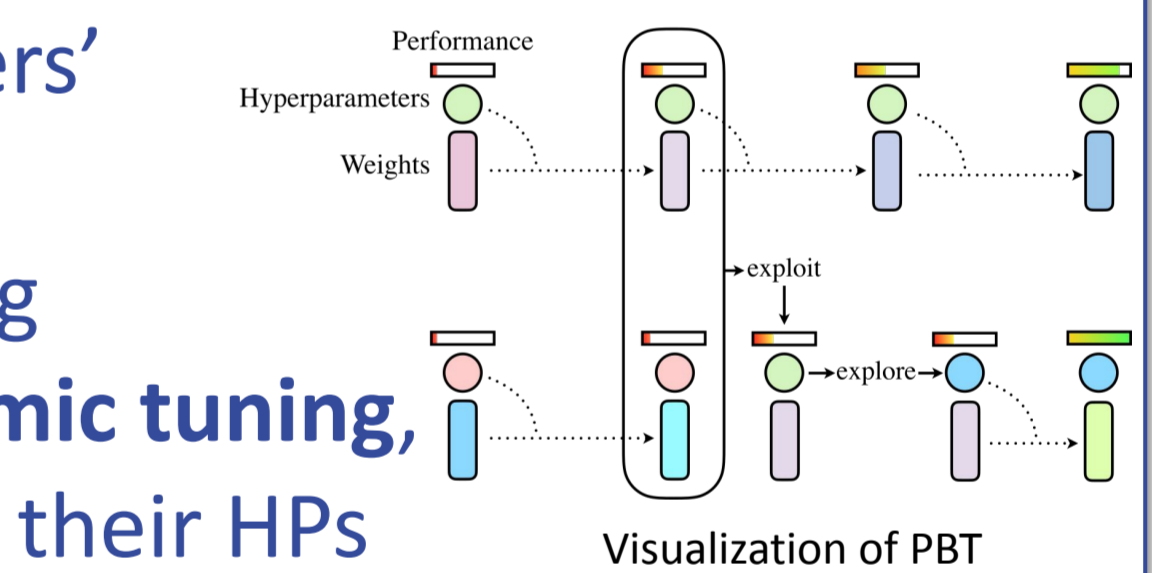 ers’
g
mic tuning,
their HPs
Performance
Hyperparameters
Weights
exploit
explore
Visualization of PBT